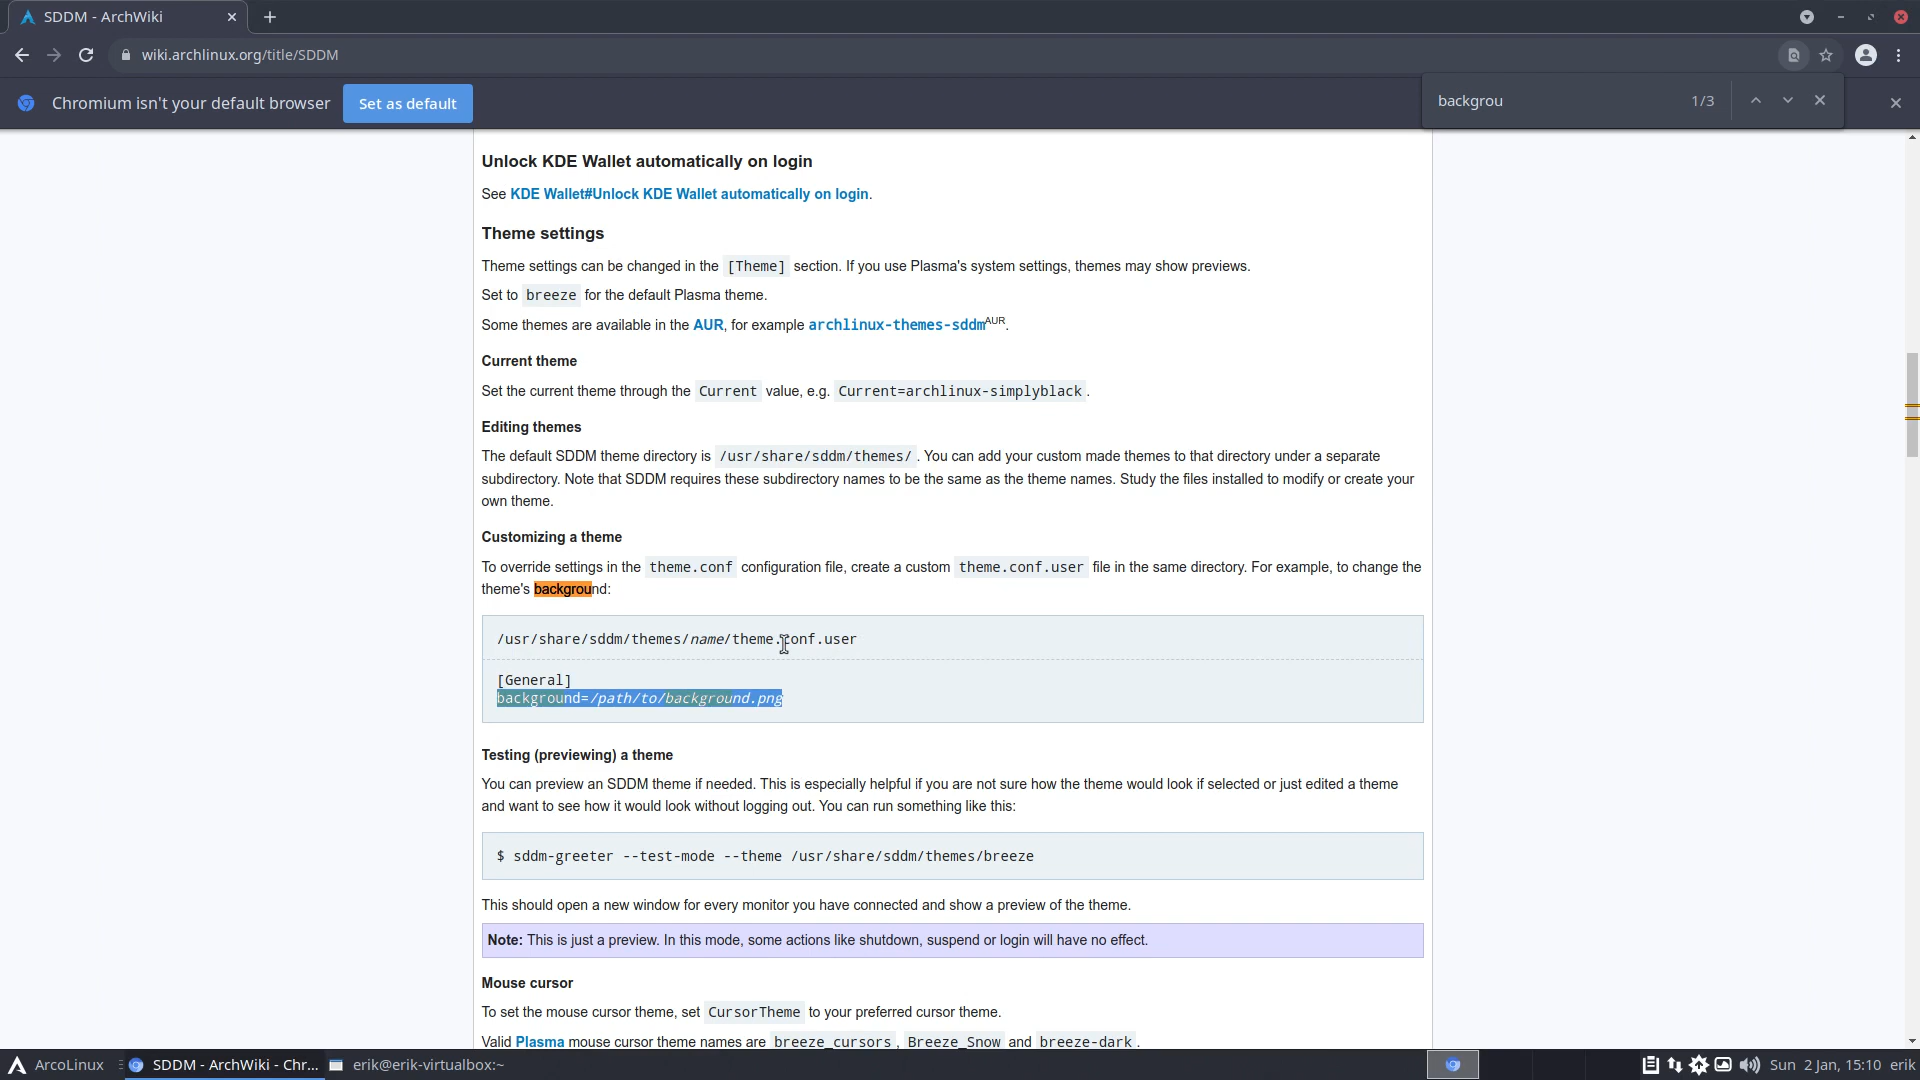 SDDM - ArchWiki
wiki.archlinux.org/title/SDDM
Chromium isn't your default browser
Set as default
backgrou
1/3
Unlock KDE Wallet automatically on login
See KDE Wallet#Unlock KDE Wallet automatically on login.
Theme settings
Theme settings can be changed in the [Theme] section. If you use Plasma's system settings, themes may show previews.
Set to breeze for the default Plasma theme.
Some themes are available in the AUR, for example archlinux-themes-sddmAUR.
Current theme
Set the current theme through the Current value, e.g. Current=archlinux-simplyblack.
Editing themes
The default SDDM theme directory is /usr/share/sddm/themes/. You can add your custom made themes to that directory under a separate
subdirectory. Note that SDDM requires these subdirectory names to be the same as the theme names. Study the files installed to modify or create your
own theme.
Customizing a theme
To override settings in the theme.conf configuration file, create a custom theme.conf.user file in the same directory. For example, to change the
theme's background:
/usr/share/sddm/themes/name/theme.conf.user
[General]
background=/path/to/background.png
Testing (previewing) a theme
You can preview an SDDM theme if needed. This is especially helpful if you are not sure how the theme would look if selected or just edited a theme
and want to see how it would look without logging out. You can run something like this:
$ sddm-greeter --test-mode --theme /usr/share/sddm/themes/breeze
This should open a new window for every monitor you have connected and show a preview of the theme.
Note: This is just a preview. In this mode, some actions like shutdown, suspend or login will have no effect.
Mouse cursor
To set the mouse cursor theme, set CursorTheme to your preferred cursor theme.
Valid Plasma mouse cursor theme names are breeze_cursors, Breeze_Snow and breeze-dark.
ArcoLinux
SDDM - ArchWiki - Chr...
erik@erik-virtualbox:~
Sun 2 Jan, 15:10
erik